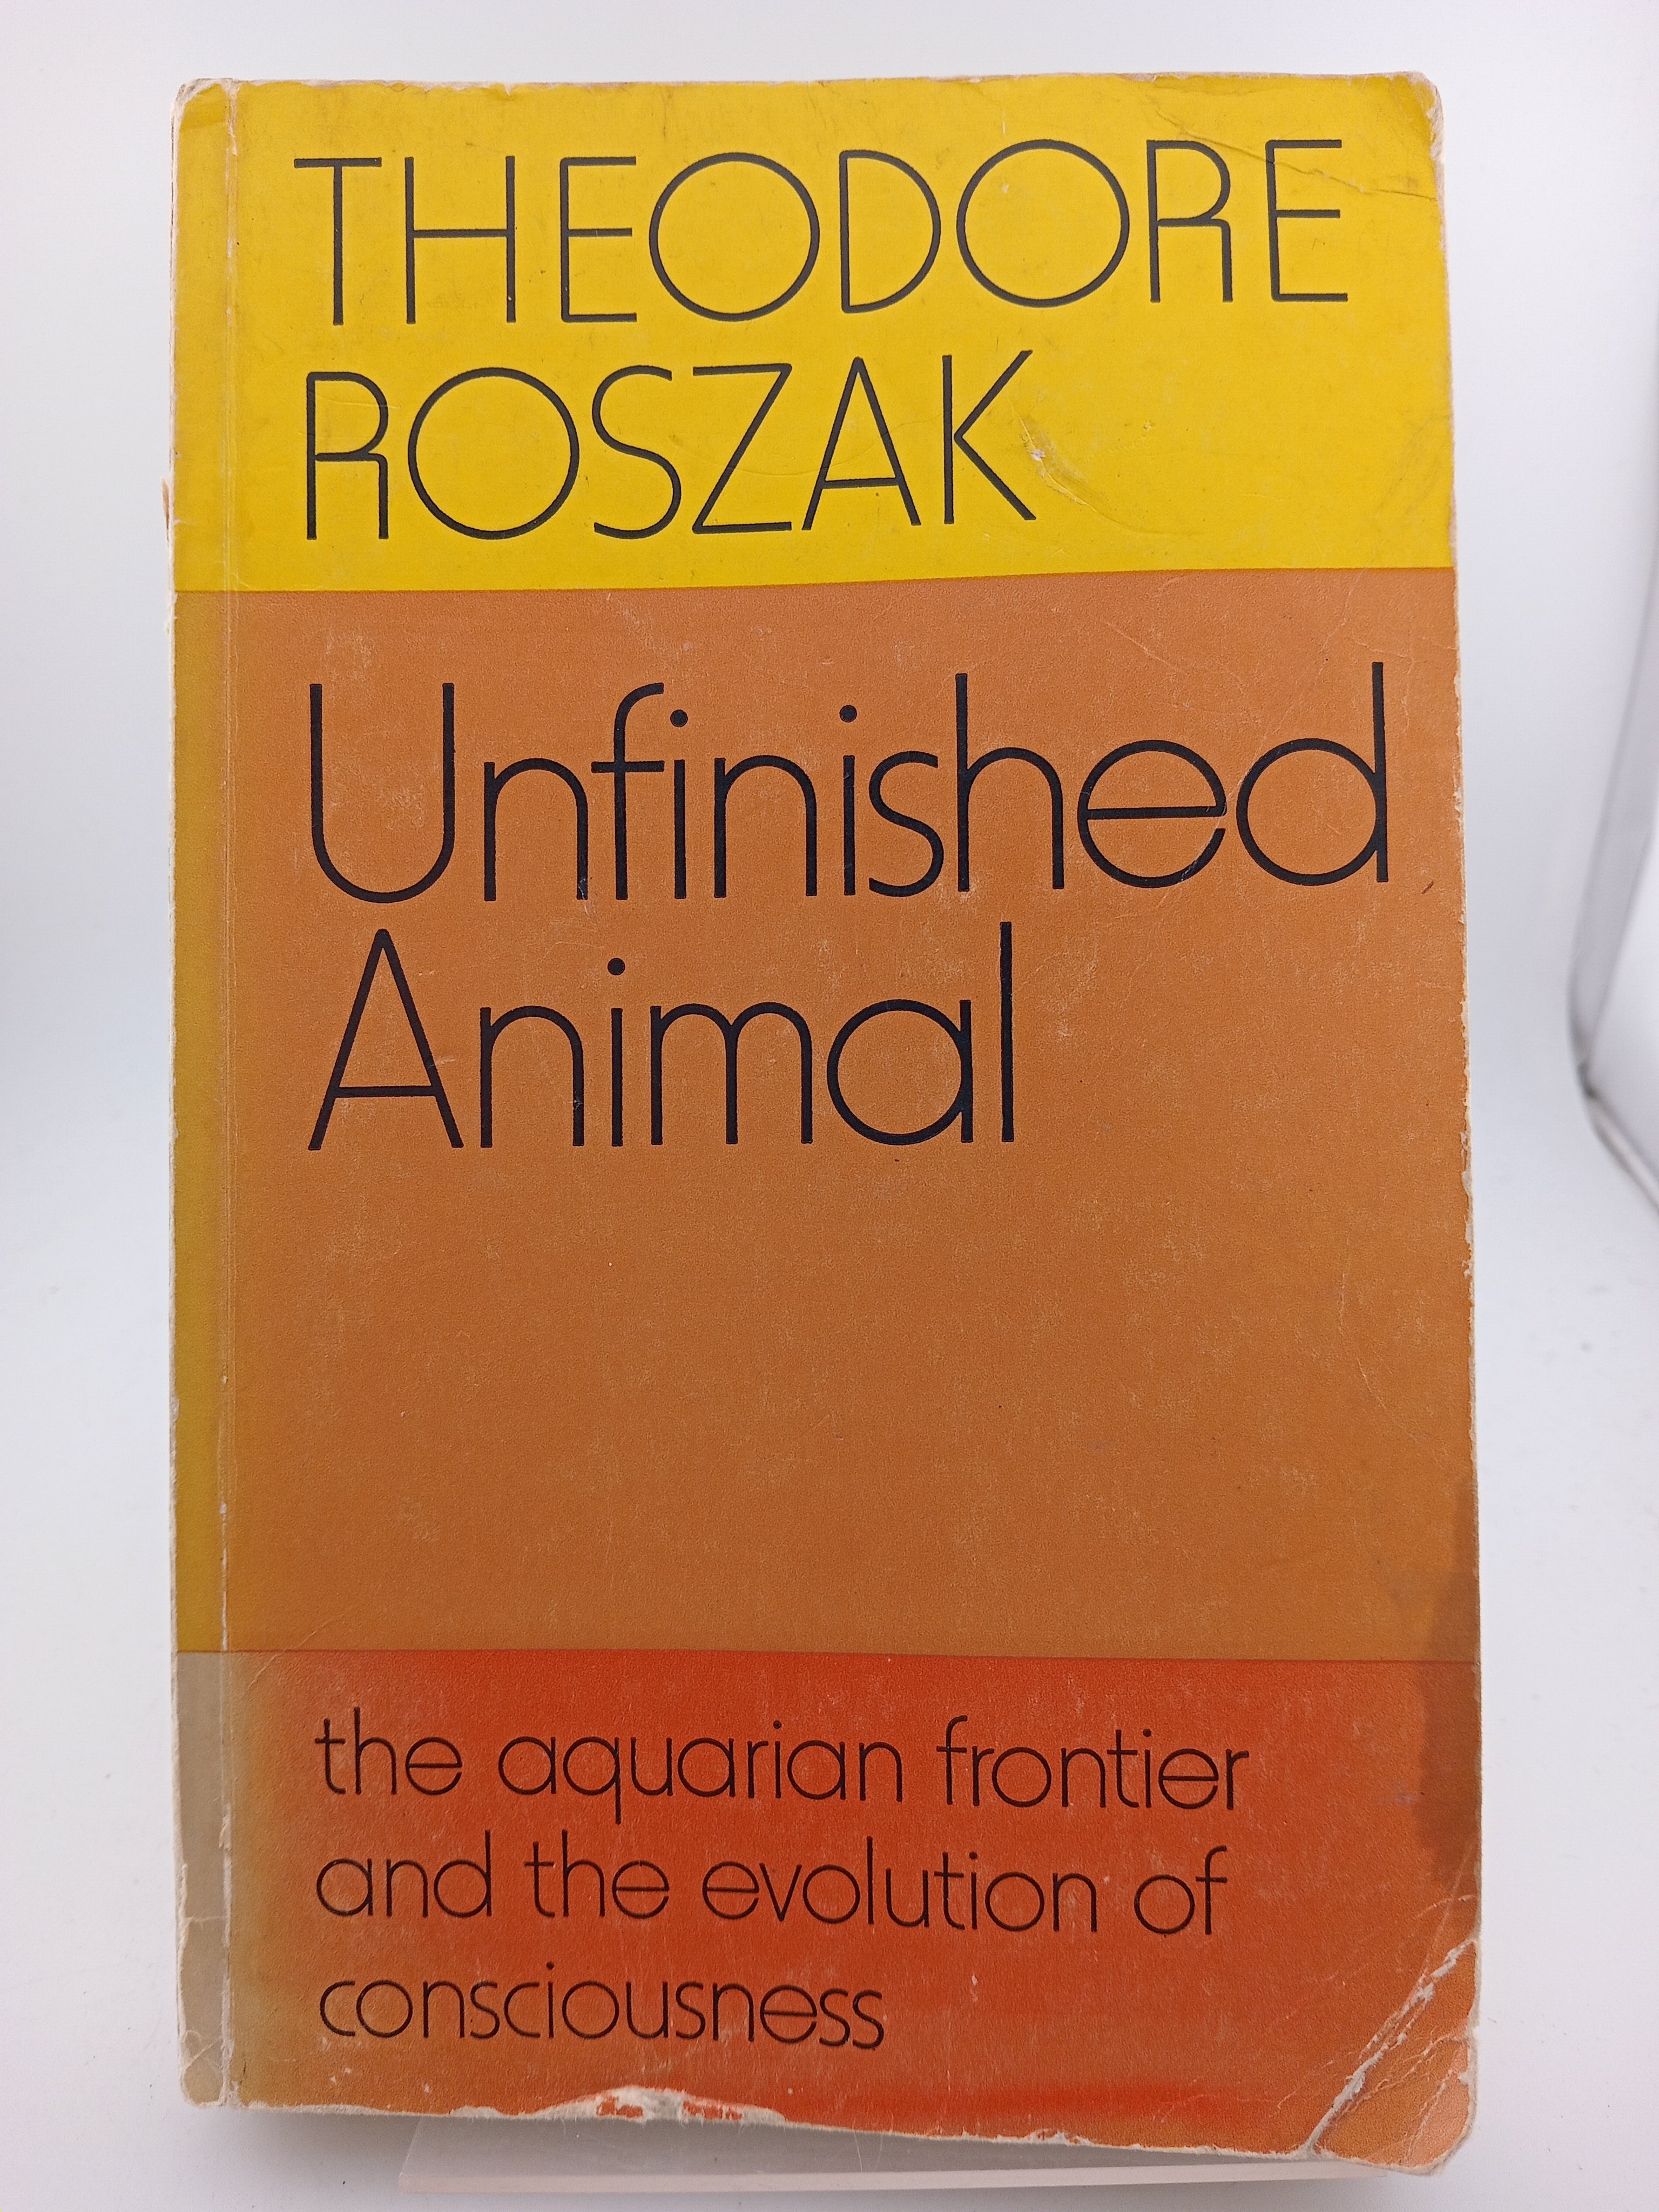 THEODORE
ROSZAK
Unfinished
Animal
the aquarian frontier
and the evolution of
consciousness